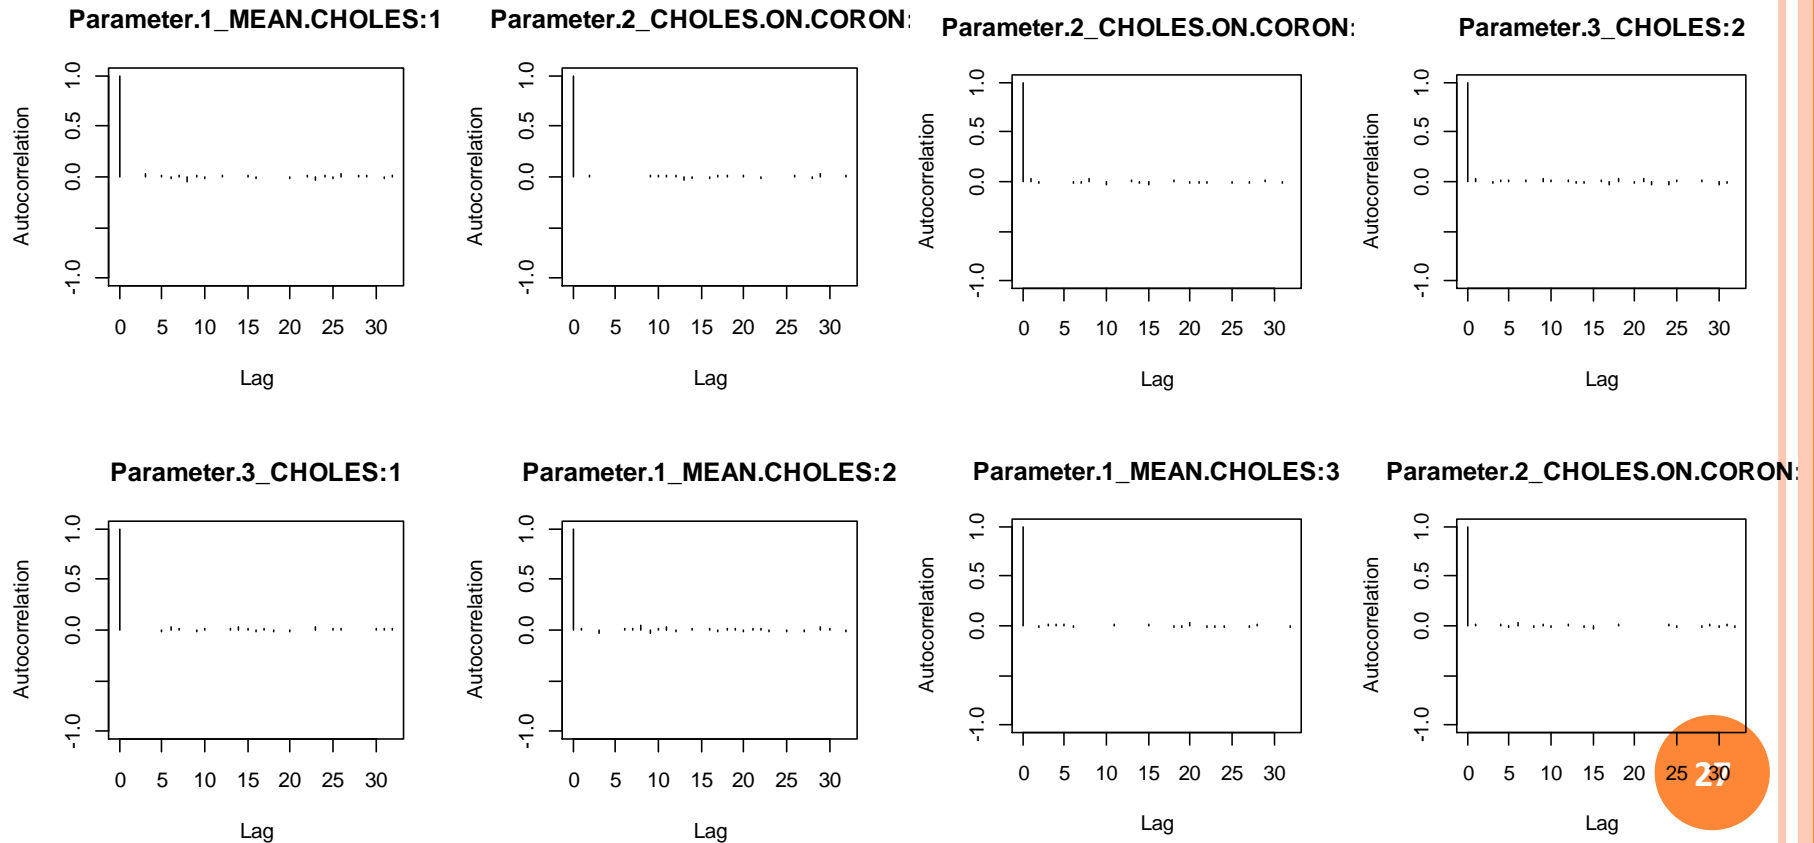 Parameter.1_MEAN.CHOLES:1
Autocorrelation
1.0
0.5
0.0
-1.0
0 5 10 15 20 25 30
Lag
Parameter.2_CHOLES.ON.CORON:
Autocorrelation
1.0
0.5
0.0
-1.0
0 5 10 15 20 25 30
Lag
Parameter.2_CHOLES.ON.CORON:
Autocorrelation
1.0
0.5
0.0
-1.0
0 5 10 15 20 25 30
Lag
Parameter.3_CHOLES:2
Autocorrelation
1.0
0.5
0.0
-1.0
0 5 10 15 20 25 30
Lag
Parameter.3_CHOLES:1
Autocorrelation
1.0
0.5
0.0
-1.0
0 5 10 15 20 25 30
Lag
Parameter.1_MEAN.CHOLES:2
Autocorrelation
1.0
0.5
0.0
-1.0
0 5 10 15 20 25 30
Lag
Parameter.1_MEAN.CHOLES:3
Autocorrelation
1.0
0.5
0.0
-1.0
0 5 10 15 20 25 30
Lag
Parameter.2_CHOLES.ON.CORON:
Autocorrelation
1.0
0.5
0.0
-1.0
0 5 10 15 20 25 30
Lag
27